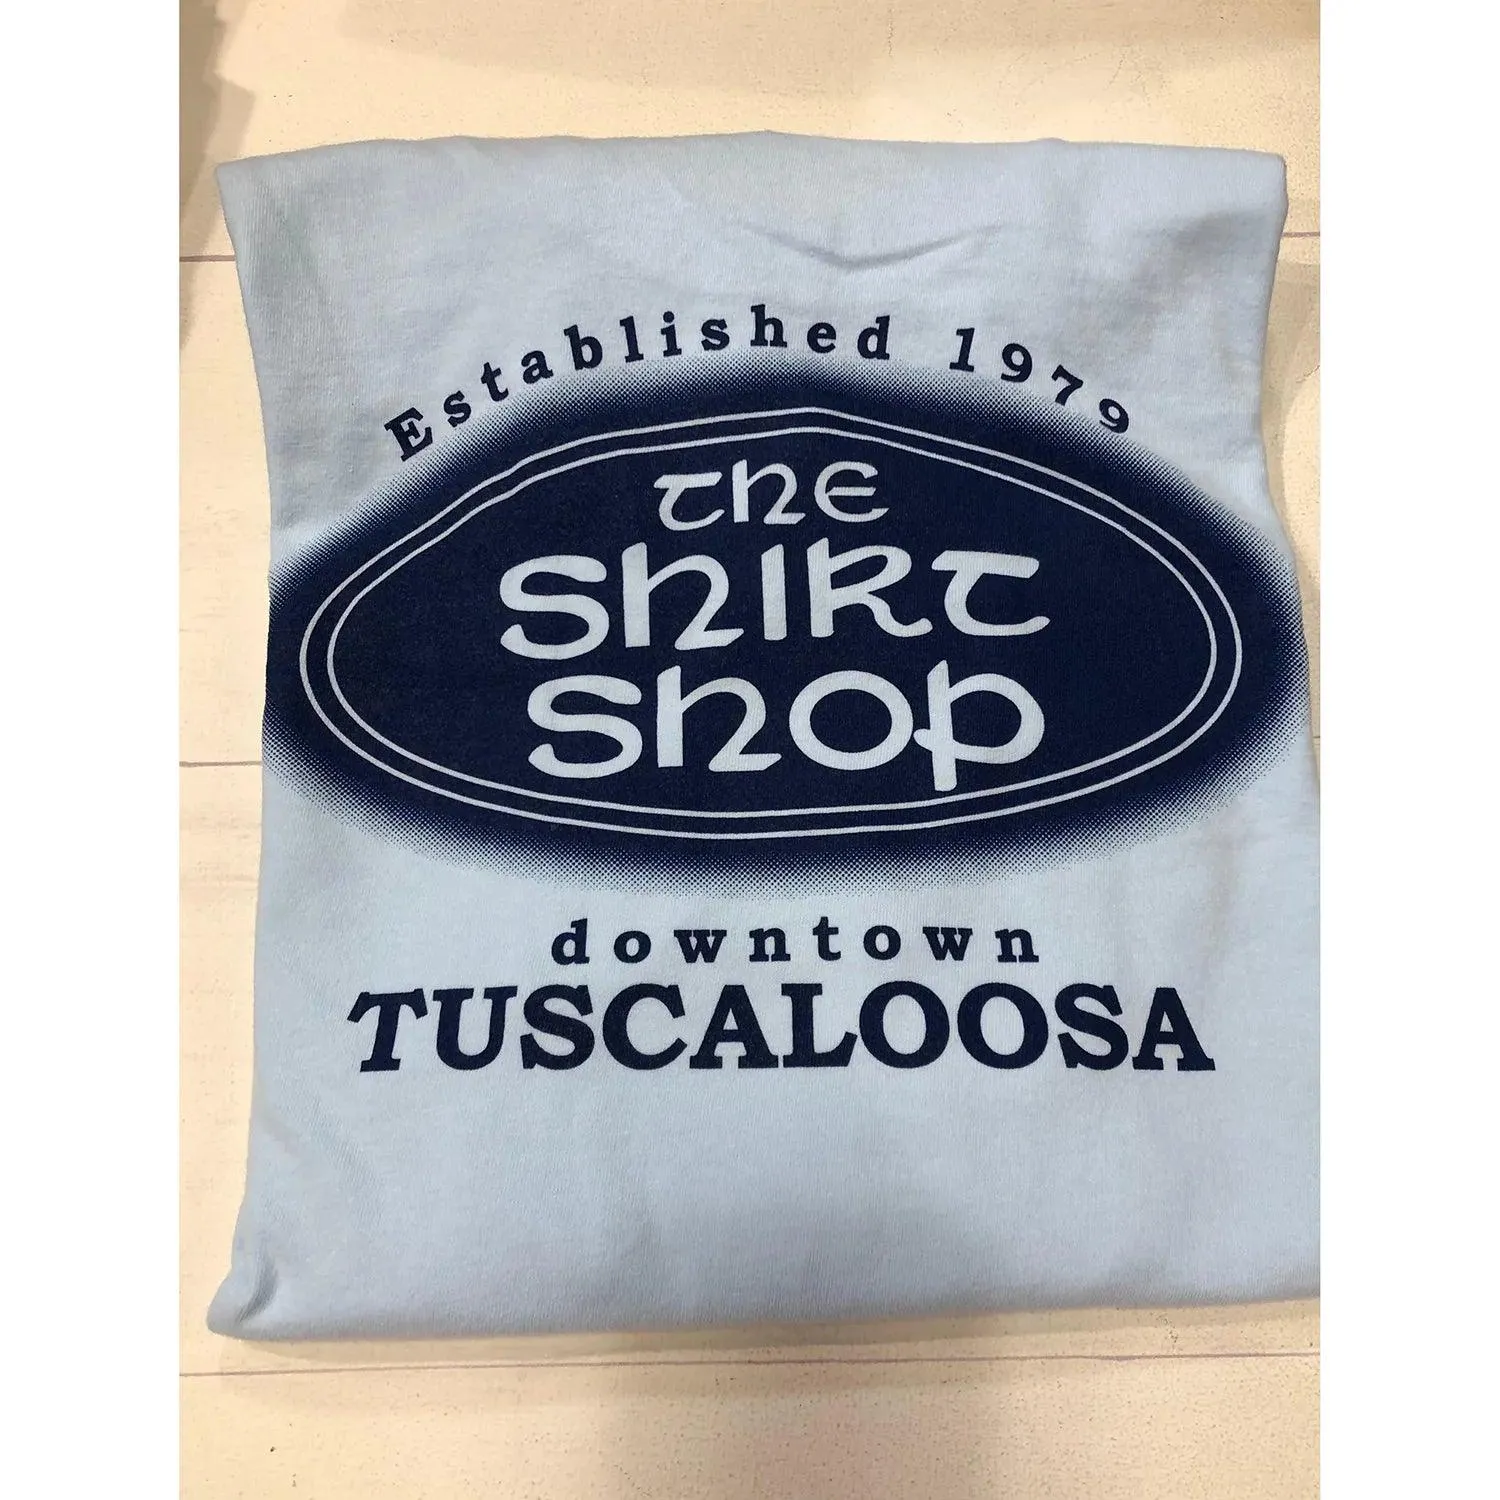 Established 1979
THE
SHIRT
SHOP
downtown
TUSCALOOSA